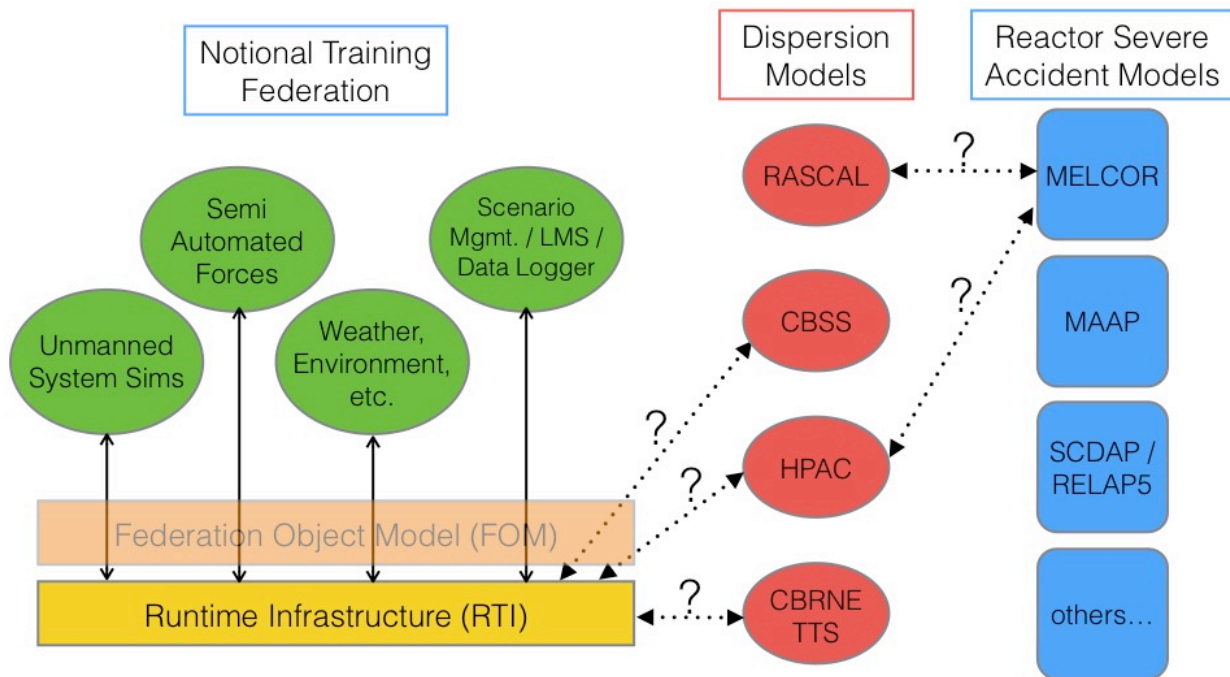 Notional Training
Federation
Dispersion
Models
Reactor Severe
Accident Models
Semi
Automated
Forces
Scenario
Mgmt. / LMS /
Data Logger
Unmanned
System Sims
Weather,
Environment,
etc.
RASCAL
?
MELCOR
CBSS
?
MAAP
?
HPAC
?
SCDAP /
RELAP5
Federation Object Model (FOM)
Runtime Infrastructure (RTI)
?
CBRNE
TTS
others…